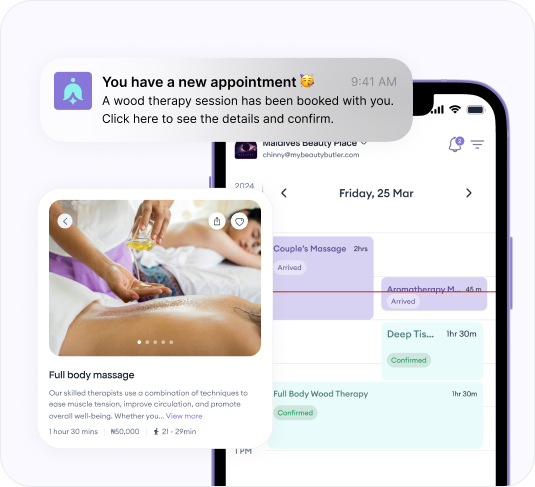 You have a new appointment 🥳 9:41 AM
A wood therapy session has been booked with you.
Click here to see the details and confirm.
Maldives Beauty Place
chinny@mybeautybutler.com
2
2024
Friday, 25 Mar
Couple's Massage 2hrs
Arrived
Aromatherapy M... 45 m
Arrived
Deep Tis... 1hr 30m
Confirmed
Full Body Wood Therapy 1hr 30m
Confirmed
1 PM
Full body massage
Our skilled therapists use a combination of techniques to
ease muscle tension, improve circulation, and promote
overall well-being. Whether you... View more
1 hour 30 mins ₦50,000 21 - 29min